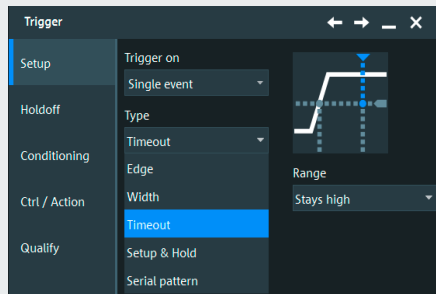 Trigger
Setup
Holdoff
Conditioning
Ctrl / Action
Qualify
Trigger on
Single event
Type
Timeout
Edge
Width
Timeout
Setup & Hold
Serial pattern
Range
Stays high